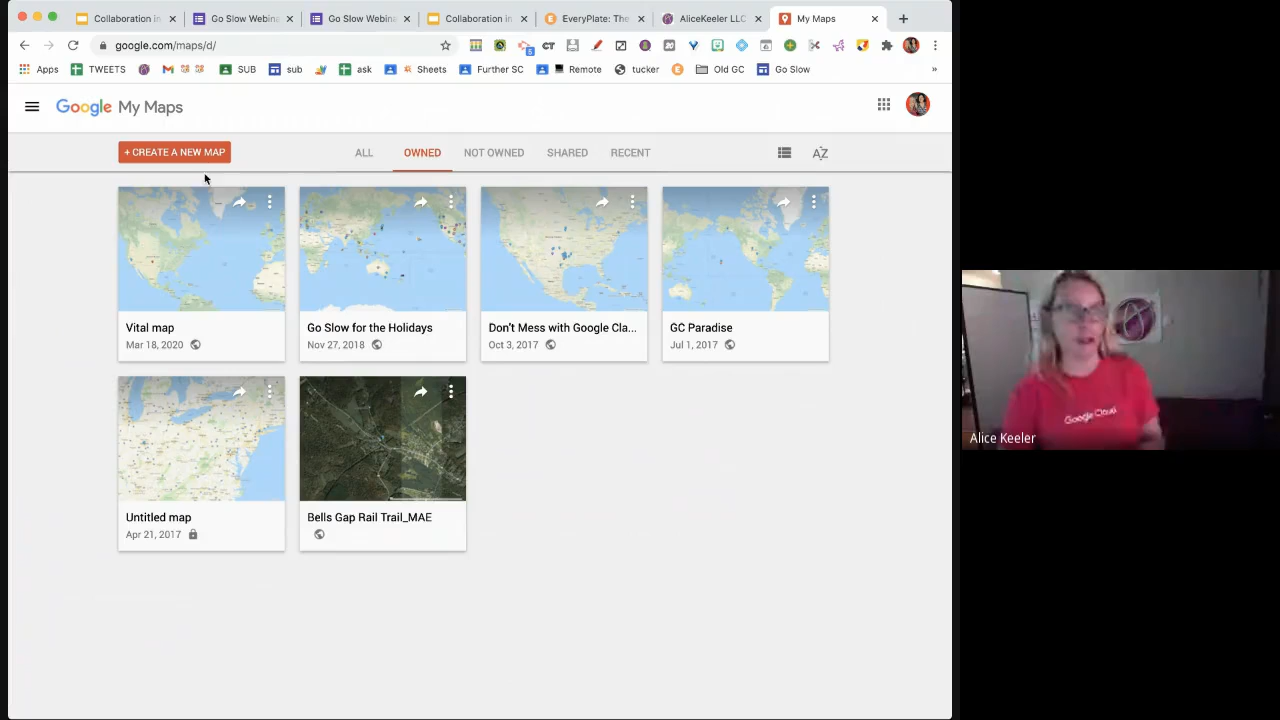 Collaboration in
Go Slow Webina
Go Slow Webina
Collaboration in
EveryPlate: The
AliceKeeler LLC
My Maps
google.com/maps/d/
Apps
TWEETS
SUB
sub
ask
Sheets
Further SC
Remote
tucker
Old GC
Go Slow
»
Google My Maps
+ CREATE A NEW MAP
ALL
OWNED
NOT OWNED
SHARED
RECENT
AZ
Vital map
Mar 18, 2020
Go Slow for the Holidays
Nov 27, 2018
Don't Mess with Google Cla...
Oct 3, 2017
GC Paradise
Jul 1, 2017
Untitled map
Apr 21, 2017
Bells Gap Rail Trail_MAE
Google Cloud
Alice Keeler